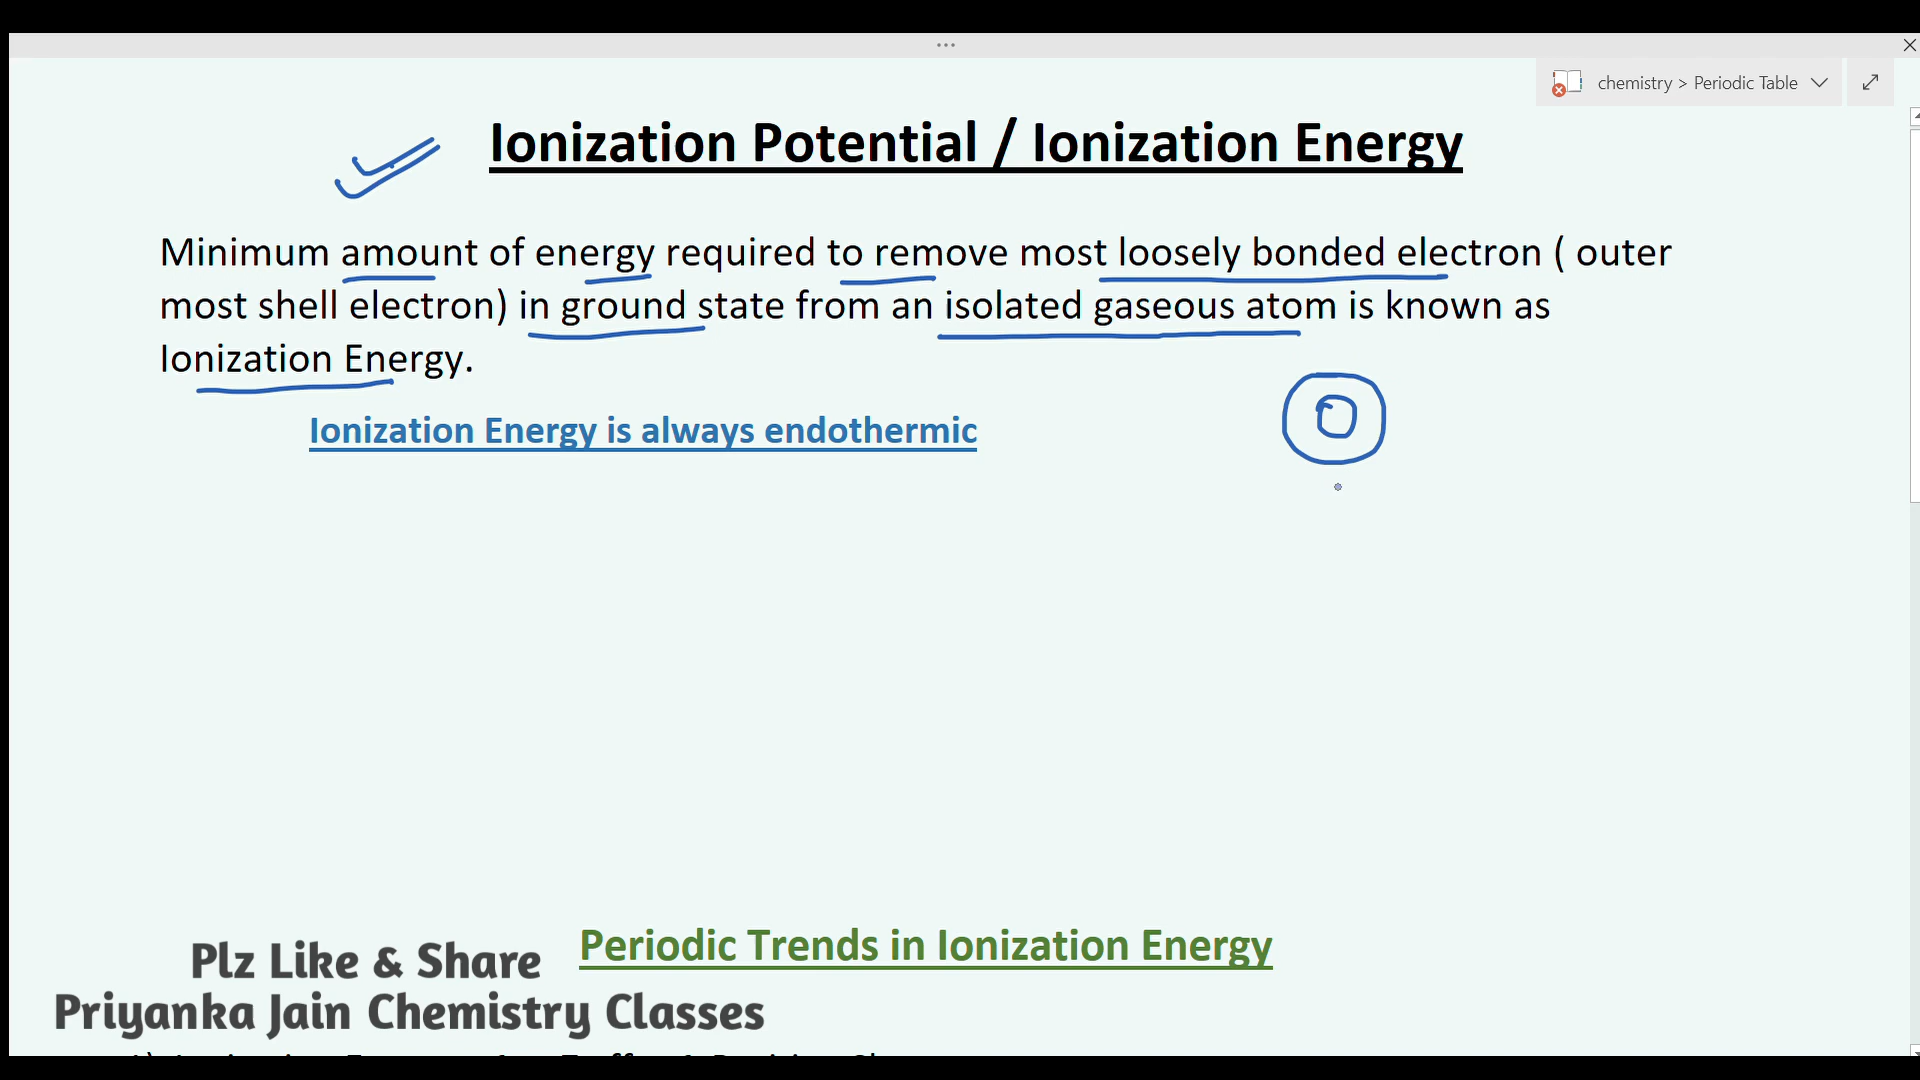 chemistry > Periodic Table
Ionization Potential / Ionization Energy
Minimum amount of energy required to remove most loosely bonded electron ( outer
most shell electron) in ground state from an isolated gaseous atom is known as
Ionization Energy.
Ionization Energy is always endothermic
Periodic Trends in Ionization Energy
Plz Like & Share
Priyanka Jain Chemistry Classes